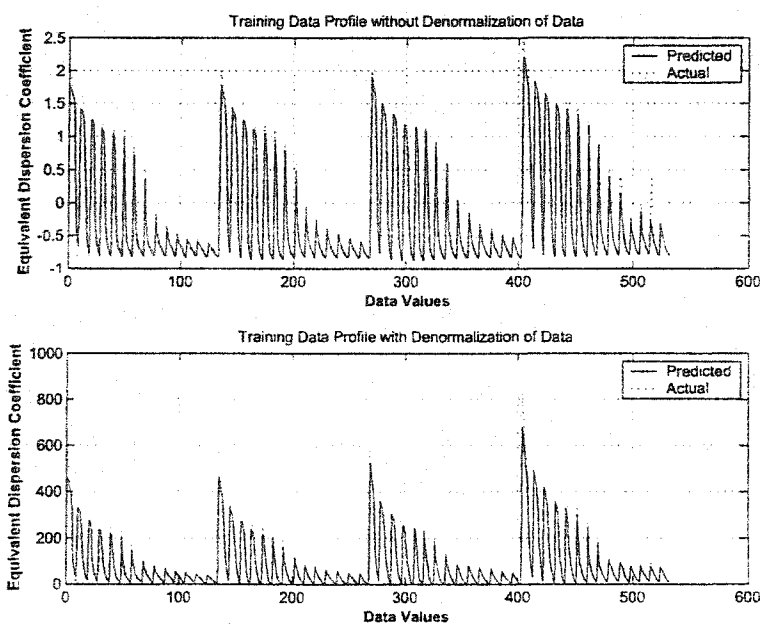 Training Data Profile without Denormalization of Data
Equivalent Dispersion Coefficient
2.5
2
1.5
1
0.5
0
-0.5
-1
Predicted
Actual
0
100
200
300
400
500
600
Data Values
Training Data Profile with Denormalization of Data
Equivalent Dispersion Coefficient
1000
800
600
400
200
0
Predicted
Actual
0
100
200
300
400
500
600
Data Values